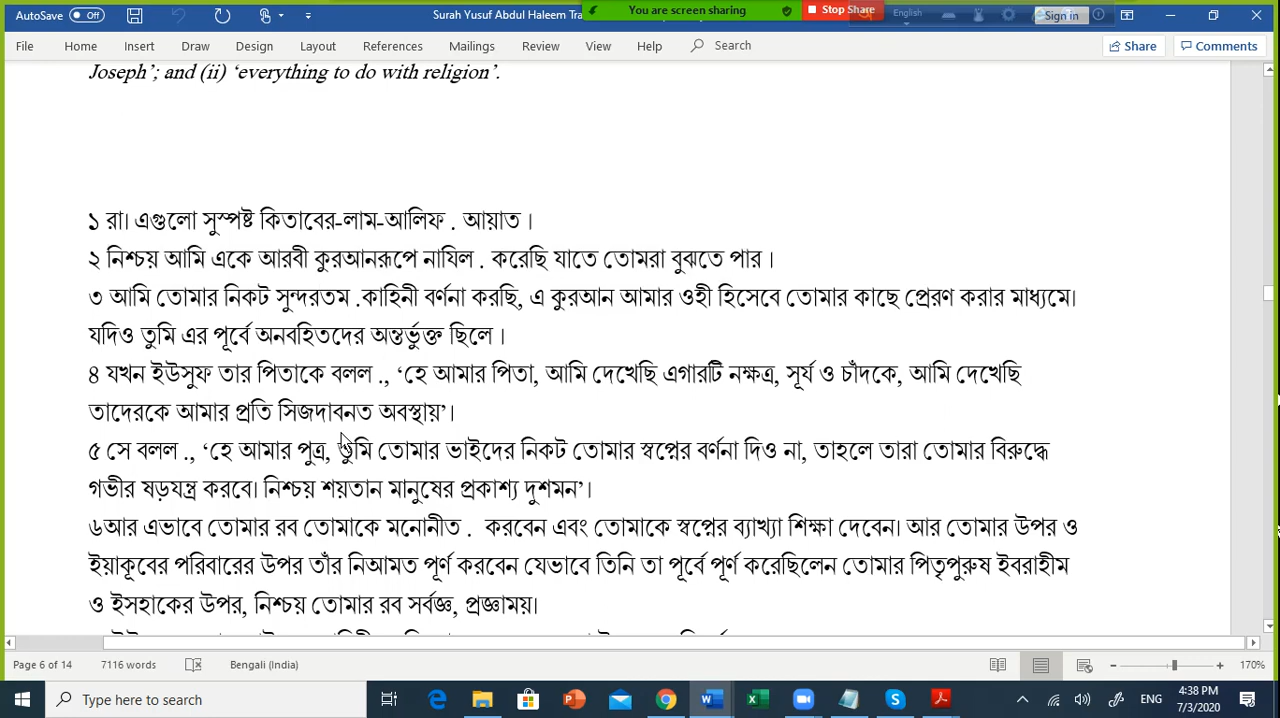 AutoSave Off
Surah Yusuf Abdul Haleem Tra
You are screen sharing
Stop Share
English
Sign in
File Home Insert Draw Design Layout References Mailings Review View Help Search Share Comments
Joseph’; and (ii) ‘everything to do with religion’.
১ রা। এগুলো সুস্পষ্ট কিতাবের-লাম-আলিফ . আয়াত।
২ নিশ্চয় আমি একে আরবী কুরআনরূপে নাযিল . করেছি যাতে তোমরা বুঝতে পার।
৩ আমি তোমার নিকট সুন্দরতম .কাহিনী বর্ণনা করছি, এ কুরআন আমার ওহী হিসেবে তোমার কাছে প্রেরণ করার মাধ্যমে।
যদিও তুমি এর পূর্বে অনবহিতদের অন্তর্ভুক্ত ছিলে।
৪ যখন ইউসুফ তার পিতাকে বলল ., ‘হে আমার পিতা, আমি দেখেছি এগারটি নক্ষত্র, সূর্য ও চাঁদকে, আমি দেখেছি
তাদেরকে আমার প্রতি সিজদাবনত অবস্থায়’।
৫ সে বলল ., ‘হে আমার পুত্র, তুমি তোমার ভাইদের নিকট তোমার স্বপ্নের বর্ণনা দিও না, তাহলে তারা তোমার বিরুদ্ধে
গভীর ষড়যন্ত্র করবে। নিশ্চয় শয়তান মানুষের প্রকাশ্য দুশমন’।
৬আর এভাবে তোমার রব তোমাকে মনোনীত . করবেন এবং তোমাকে স্বপ্নের ব্যাখ্যা শিক্ষা দেবেন। আর তোমার উপর ও
ইয়াকূবের পরিবারের উপর তাঁর নিআমত পূর্ণ করবেন যেভাবে তিনি তা পূর্বে পূর্ণ করেছিলেন তোমার পিতৃপুরুষ ইবরাহীম
ও ইসহাকের উপর, নিশ্চয় তোমার রব সর্বজ্ঞ, প্রজ্ঞাময়।
Page 6 of 14 7116 words Bengali (India) 170%
Type here to search
ENG
4:38 PM
7/3/2020